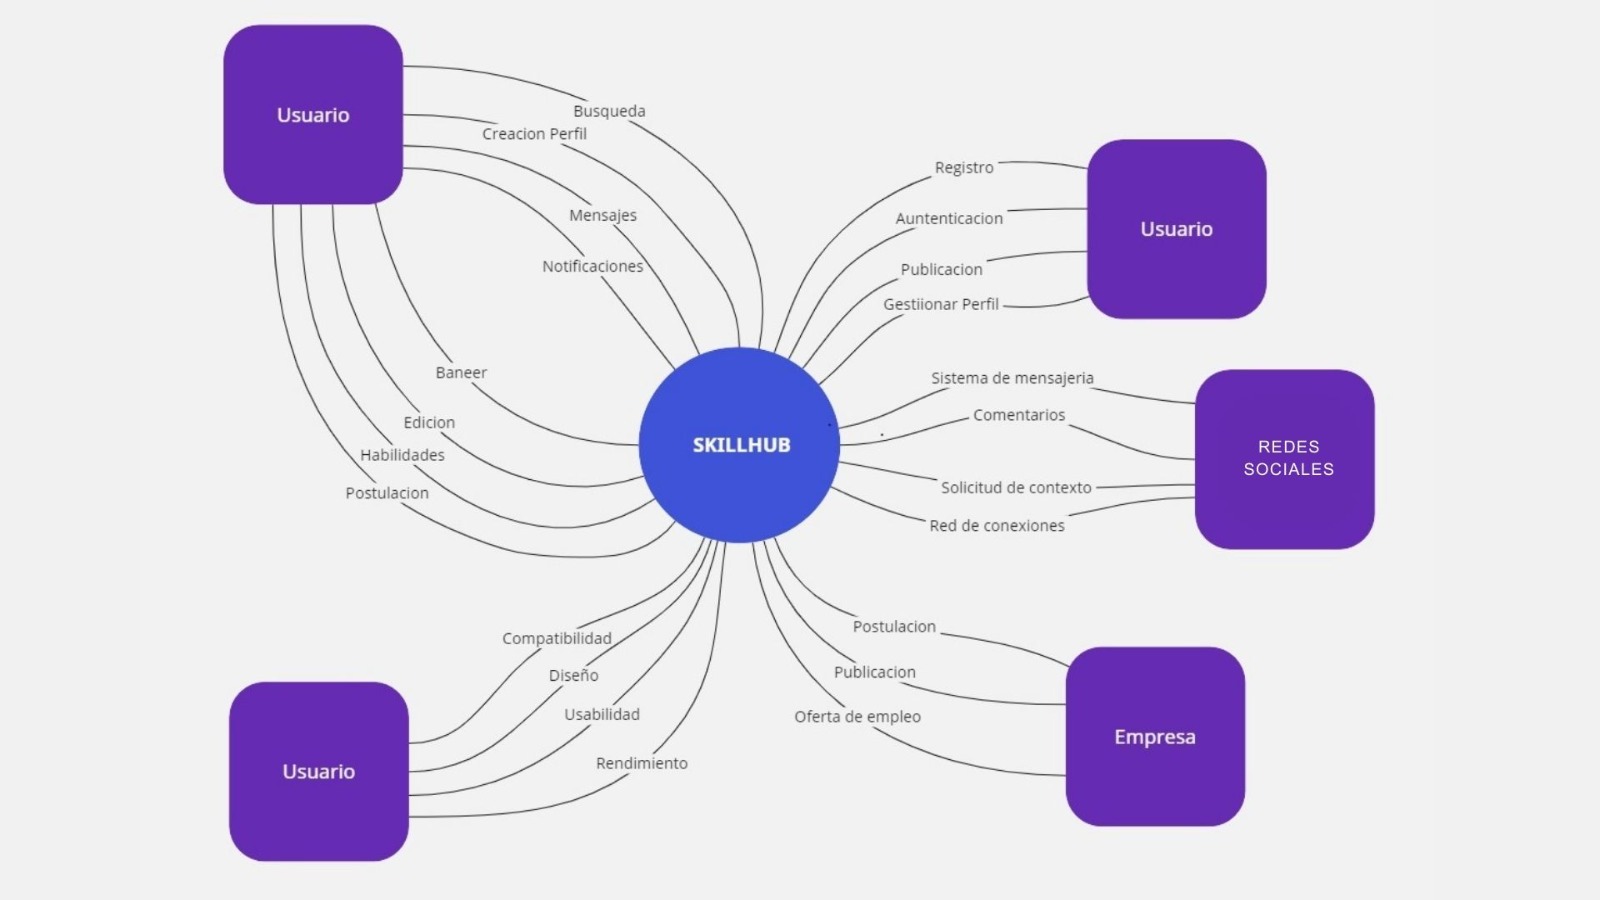 Usuario
Busqueda
Creacion Perfil
Mensajes
Notificaciones
Baneer
Edicion
Habilidades
Postulacion
Registro
Auntenticacion
Publicacion
Gestiionar Perfil
Usuario
SKILLHUB
Sistema de mensajeria
Comentarios
Solicitud de contexto
Red de conexiones
REDES
SOCIALES
Compatibilidad
Diseño
Usabilidad
Rendimiento
Usuario
Postulacion
Publicacion
Oferta de empleo
Empresa